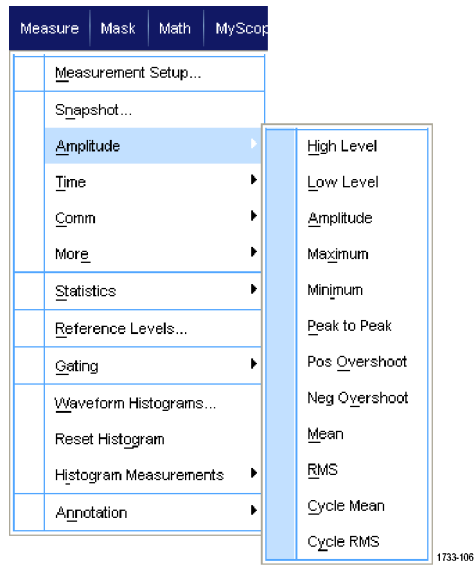 Measure Mask Math MyScop
Measurement Setup...
Snapshot...
Amplitude
Time
Comm
More
Statistics
Reference Levels...
Gating
Waveform Histograms...
Reset Histogram
Histogram Measurements
Annotation
High Level
Low Level
Amplitude
Maximum
Minimum
Peak to Peak
Pos Overshoot
Neg Overshoot
Mean
RMS
Cycle Mean
Cycle RMS
1733-106